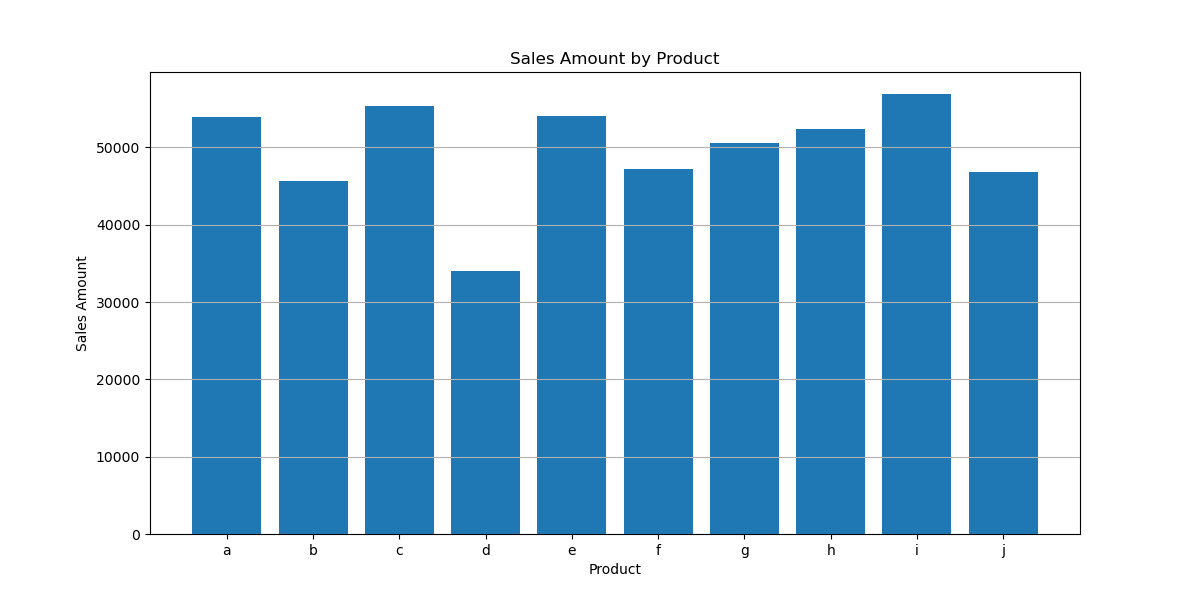 Sales Amount by Product
Sales Amount
50000
40000
30000
20000
10000
0
a b c d e f g h i j
Product